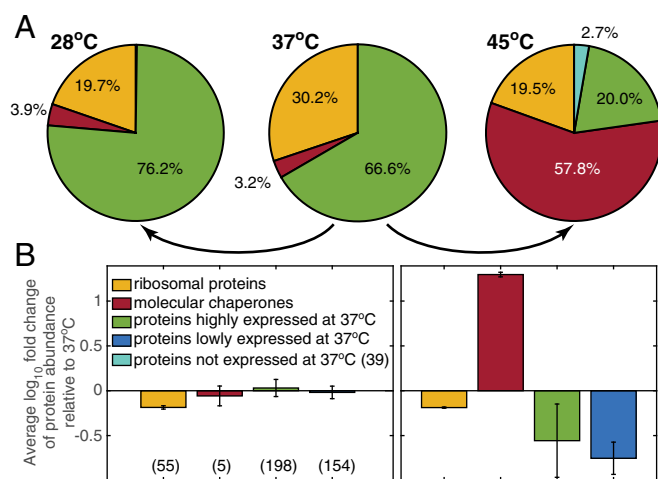 A
28°C
37°C
45°C
2.7%
19.7%
30.2%
19.5%
20.0%
3.9%
3.2%
76.2%
66.6%
57.8%
B
Average log10 fold change
of protein abundance
relative to 37°C
1
0.5
0
-0.5
ribosomal proteins
molecular chaperones
proteins highly expressed at 37°C
proteins lowly expressed at 37°C
proteins not expressed at 37°C (39)
(55) (5) (198) (154)